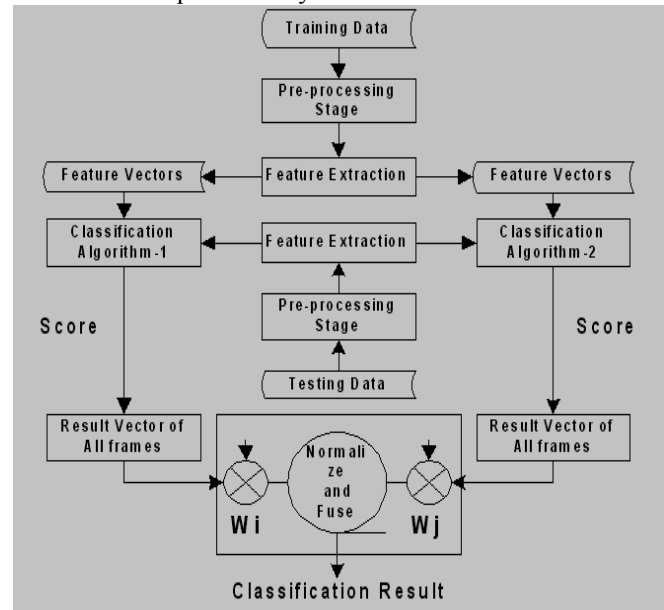 Training Data
Pre-processing
Stage
Feature Vectors
Feature Extraction
Feature Vectors
Classification
Algorithm-1
Feature Extraction
Classification
Algorithm-2
Pre-processing
Stage
Score
Score
Testing Data
Result Vector of
All frames
Normali
ze
and
Fuse
Result Vector of
All frames
Wi
Wj
Classification Result